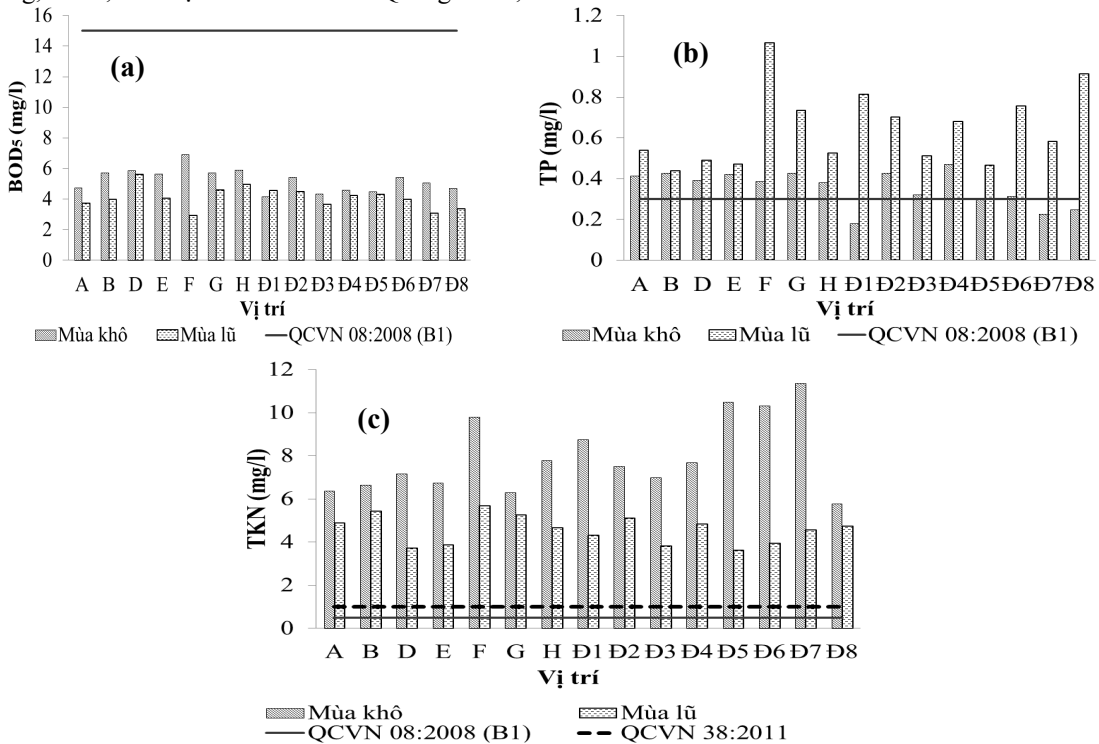 16
14
12
10
8
6
4
2
0
BOD5 (mg/l)
(a)
A B D E F G H Đ1 Đ2 Đ3 Đ4 Đ5 Đ6 Đ7 Đ8
Vị trí
Mùa khô Mùa lũ QCVN 08:2008 (B1)
1.2
1
0.8
0.6
0.4
0.2
0
TP (mg/l)
(b)
A B D E F G H Đ1 Đ2 Đ3 Đ4 Đ5 Đ6 Đ7 Đ8
Vị trí
Mùa khô Mùa lũ QCVN 08:2008 (B1)
12
10
8
6
4
2
0
TKN (mg/l)
(c)
A B D E F G H Đ1 Đ2 Đ3 Đ4 Đ5 Đ6 Đ7 Đ8
Vị trí
Mùa khô Mùa lũ
QCVN 08:2008 (B1) QCVN 38:2011